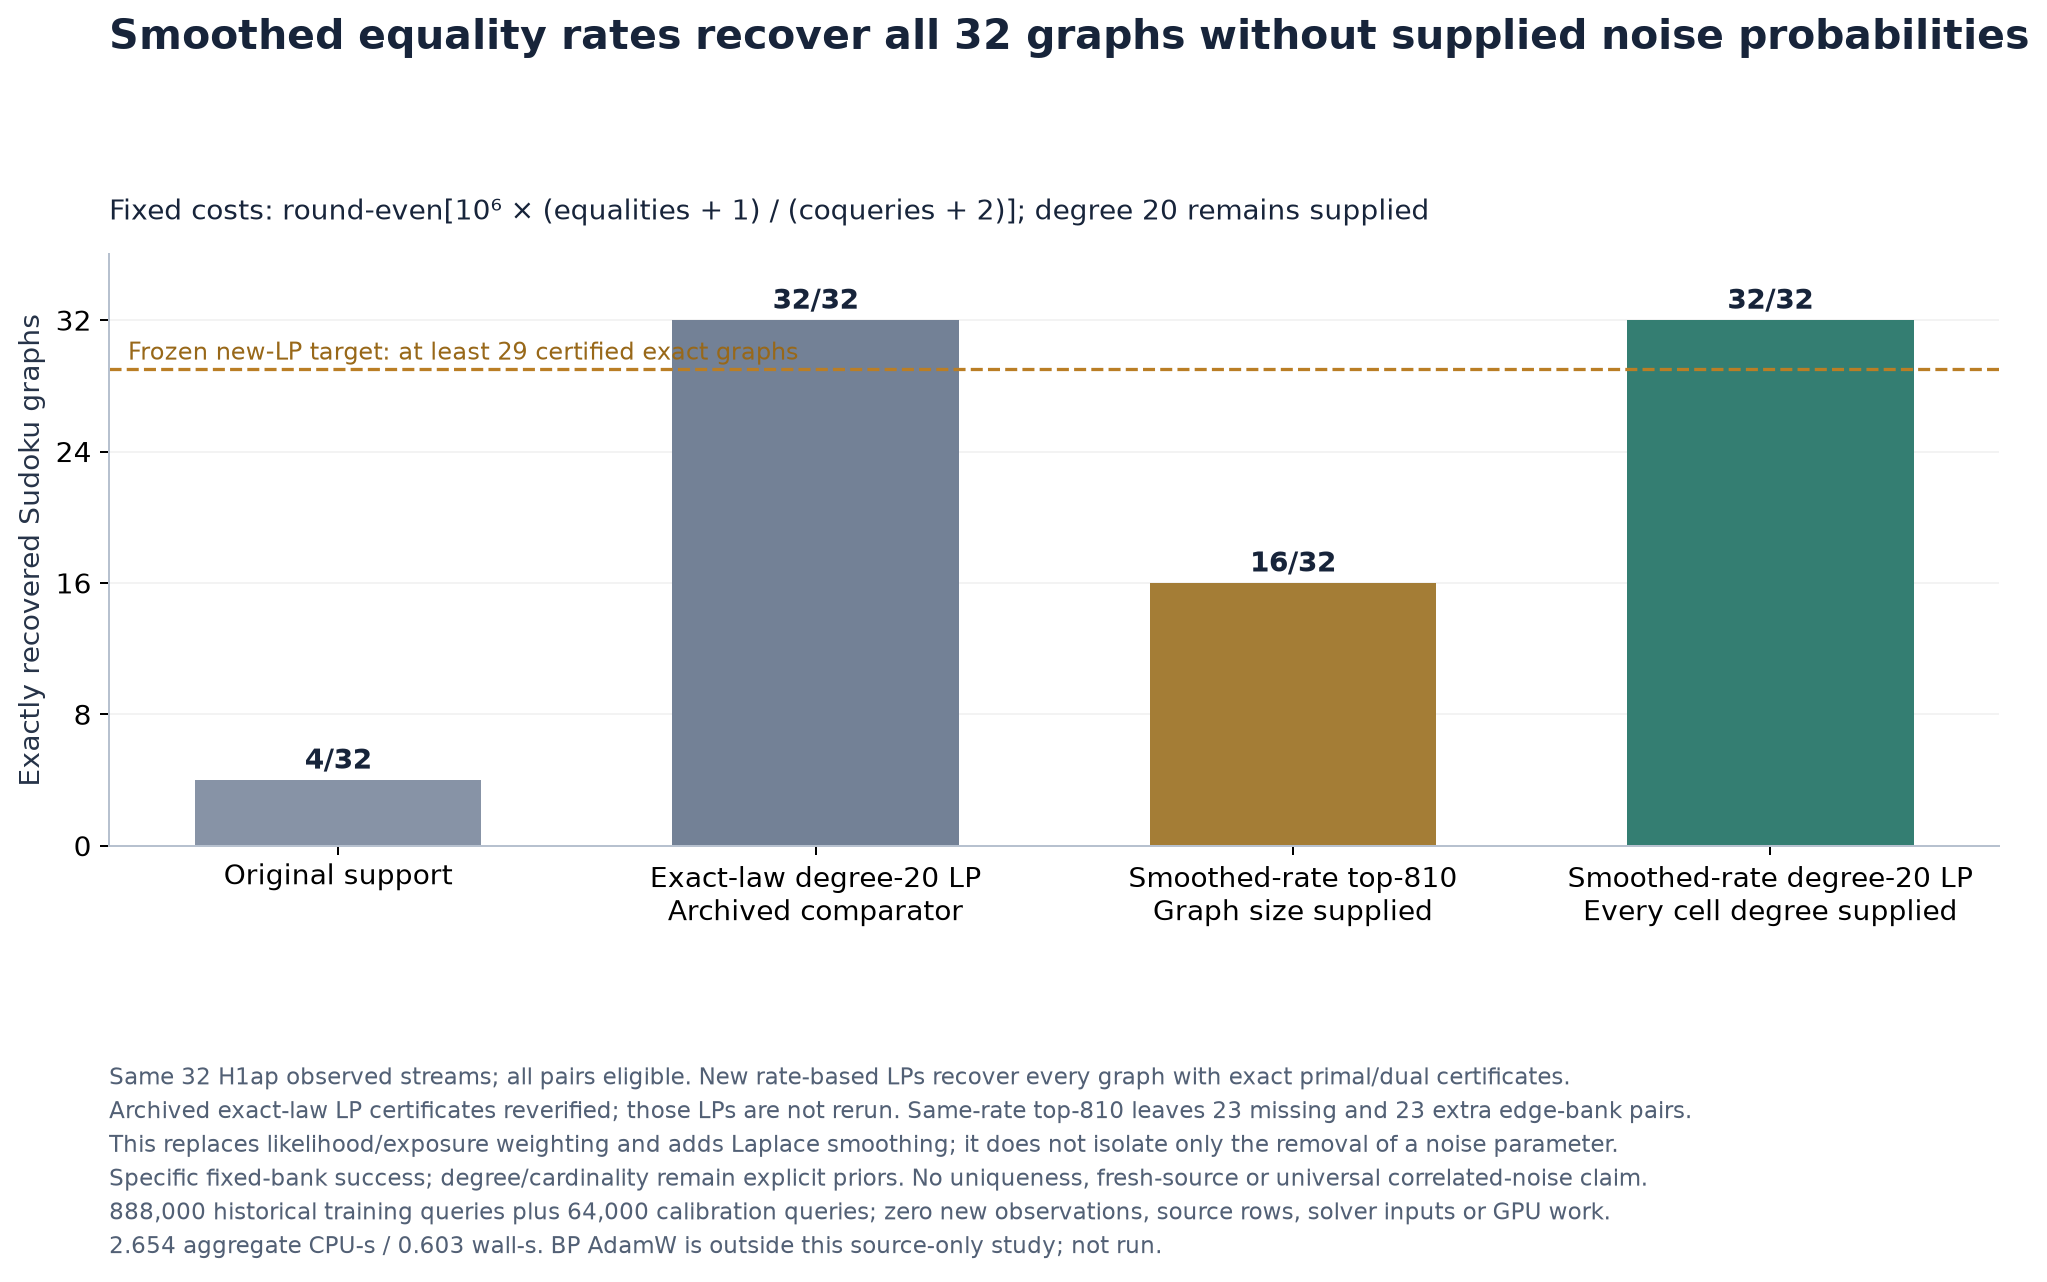 Smoothed equality rates recover all 32 graphs without supplied noise probabilities
Fixed costs: round-even[10⁶ × (equalities + 1) / (coqueries + 2)]; degree 20 remains supplied
Exactly recovered Sudoku graphs
32
24
16
8
0
Frozen new-LP target: at least 29 certified exact graphs
4/32
32/32
16/32
32/32
Original support
Exact-law degree-20 LP
Archived comparator
Smoothed-rate top-810
Graph size supplied
Smoothed-rate degree-20 LP
Every cell degree supplied
Same 32 H1ap observed streams; all pairs eligible. New rate-based LPs recover every graph with exact primal/dual certificates.
Archived exact-law LP certificates reverified; those LPs are not rerun. Same-rate top-810 leaves 23 missing and 23 extra edge-bank pairs.
This replaces likelihood/exposure weighting and adds Laplace smoothing; it does not isolate only the removal of a noise parameter.
Specific fixed-bank success; degree/cardinality remain explicit priors. No uniqueness, fresh-source or universal correlated-noise claim.
888,000 historical training queries plus 64,000 calibration queries; zero new observations, source rows, solver inputs or GPU work.
2.654 aggregate CPU-s / 0.603 wall-s. BP AdamW is outside this source-only study; not run.